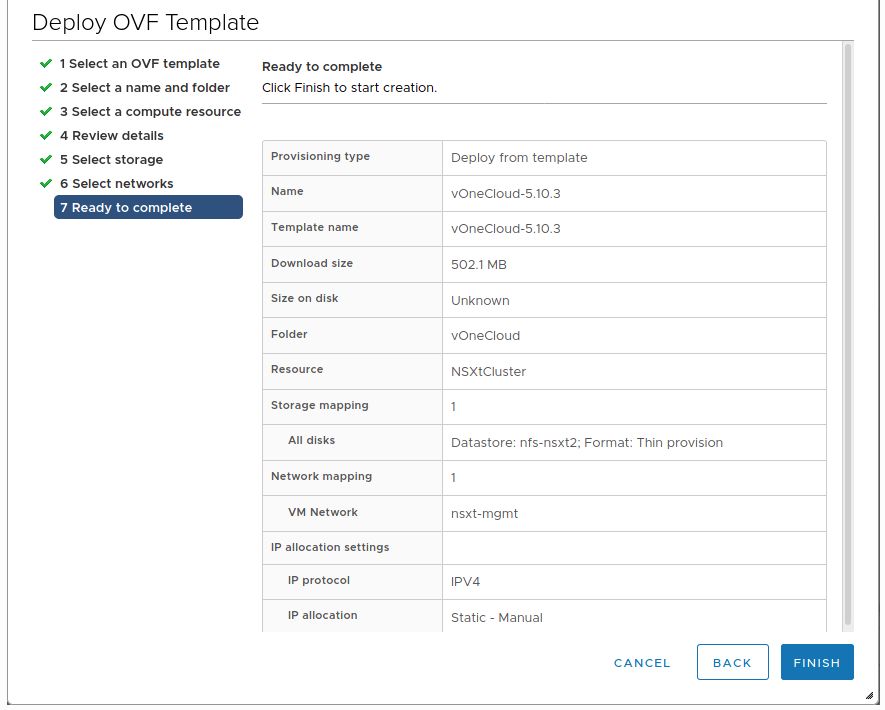 Deploy OVF Template
1 Select an OVF template
2 Select a name and folder
3 Select a compute resource
4 Review details
5 Select storage
6 Select networks
7 Ready to complete
Ready to complete
Click Finish to start creation.
Provisioning type Deploy from template
Name vOneCloud-5.10.3
Template name vOneCloud-5.10.3
Download size 502.1 MB
Size on disk Unknown
Folder vOneCloud
Resource NSXtCluster
Storage mapping 1
All disks Datastore: nfs-nsxt2; Format: Thin provision
Network mapping 1
VM Network nsxt-mgmt
IP allocation settings
IP protocol IPV4
IP allocation Static - Manual
CANCEL BACK FINISH